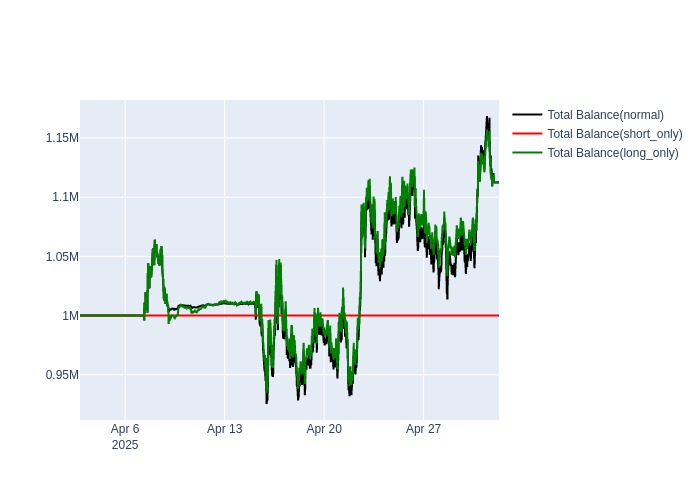 1.15M
1.1M
1.05M
1M
0.95M
Apr 6
2025
Apr 13
Apr 20
Apr 27
Total Balance(normal)
Total Balance(short_only)
Total Balance(long_only)